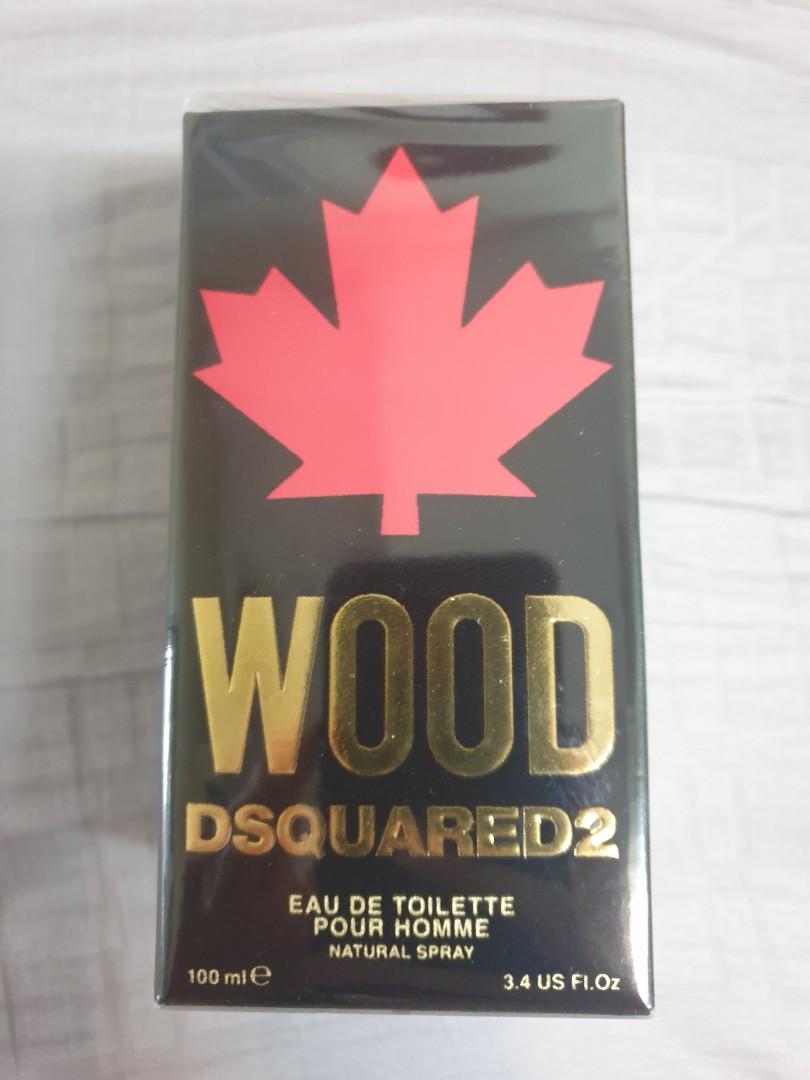 WOOD
DSQUARED2
EAU DE TOILETTE
POUR HOMME
NATURAL SPRAY
100 ml ℮
3.4 US Fl.Oz